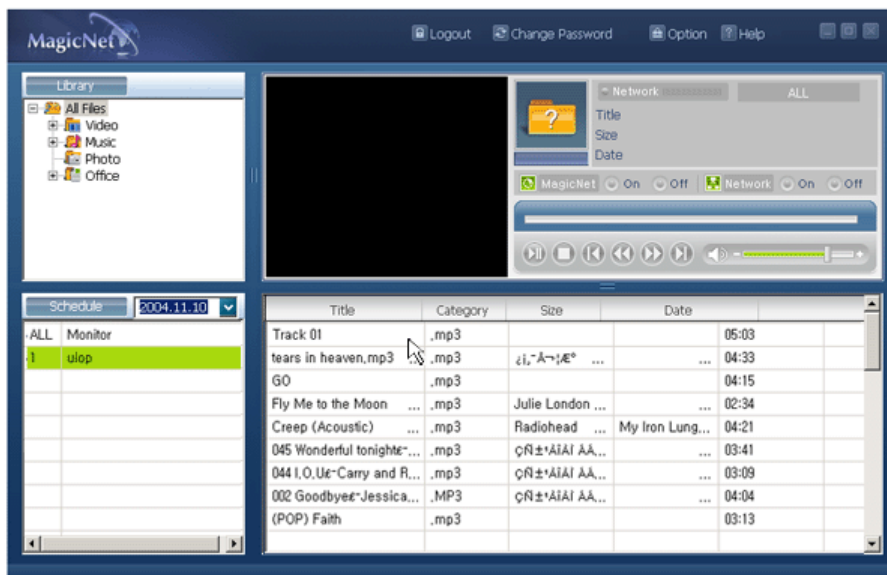 MagicNet
Logout Change Password Option Help
Library
All Files
Video
Music
Photo
Office
Network ALL
Title
Size
Date
MagicNet On Off Network On Off
Schedule 2004.11.10
ALL Monitor
1 ulop
Title Category Size Date
Track 01 .mp3 05:03
tears in heaven.mp3 ... .mp3 ... ... 04:33
GO .mp3 04:15
Fly Me to the Moon ... .mp3 Julie London ... ... 02:34
Creep (Acoustic) ... .mp3 Radiohead ... My Iron Lung... 04:21
045 Wonderful tonight... .mp3 ... 03:41
044 I.O.U Carry and R... .mp3 ... 03:09
002 Goodbye Jessica... .MP3 ... 04:04
(POP) Faith .mp3 03:13